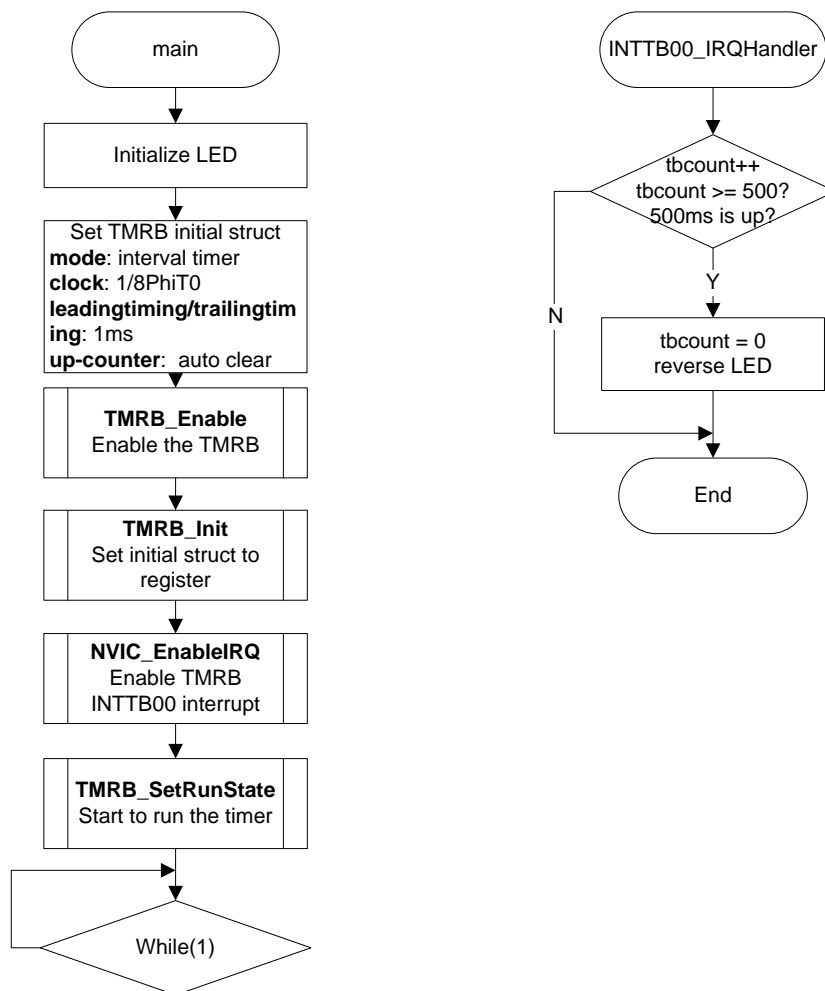 main
Initialize LED
Set TMRB initial struct
mode: interval timer
clock: 1/8PhiT0
leadingtiming/trailingtim
ing: 1ms
up-counter: auto clear
TMRB_Enable
Enable the TMRB
TMRB_Init
Set initial struct to
register
NVIC_EnableIRQ
Enable TMRB
INTTB00 interrupt
TMRB_SetRunState
Start to run the timer
While(1)
INTTB00_IRQHandler
tbcount++
tbcount >= 500?
500ms is up?
Y
N
tbcount = 0
reverse LED
End